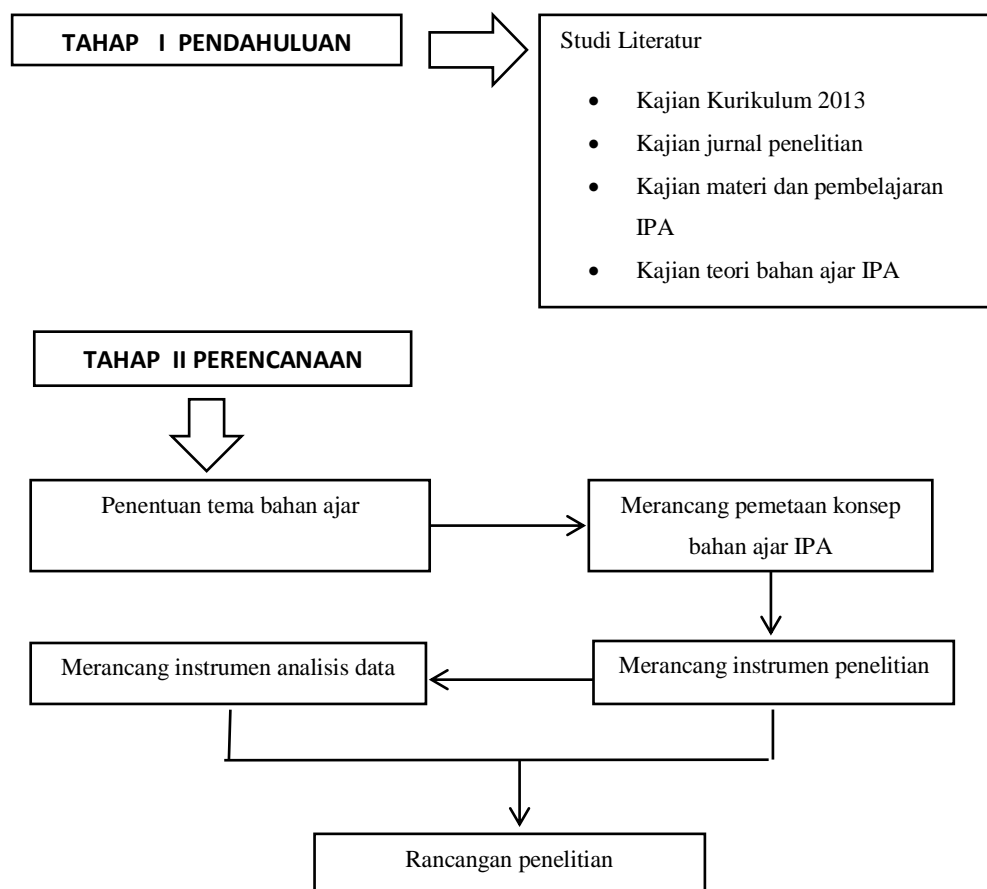 TAHAP I PENDAHULUAN
Studi Literatur
• Kajian Kurikulum 2013
• Kajian jurnal penelitian
• Kajian materi dan pembelajaran
IPA
• Kajian teori bahan ajar IPA
TAHAP II PERENCANAAN
Penentuan tema bahan ajar
Merancang pemetaan konsep
bahan ajar IPA
Merancang instrumen analisis data
Merancang instrumen penelitian
Rancangan penelitian